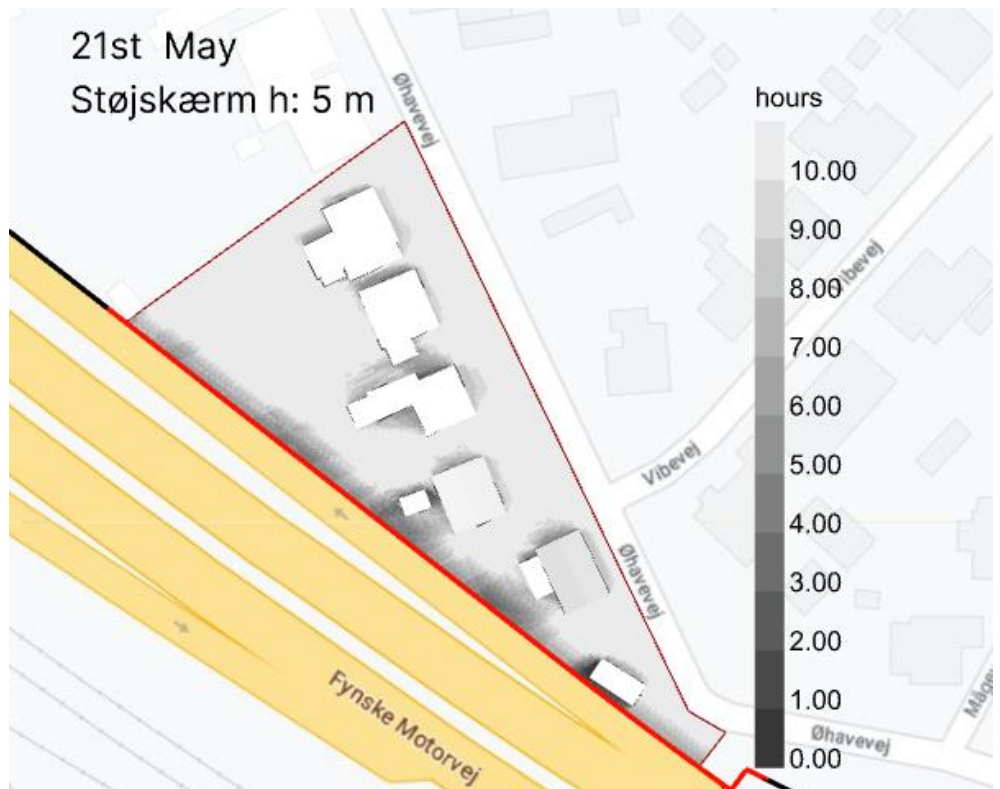 21st May
Støjskærm h: 5 m
Øhavevej
hours
10.00
9.00
8.00
7.00
6.00
5.00
4.00
3.00
2.00
1.00
0.00
Vibevej
Vibevej
Øhavevej
Fynske Motorvej
Øhavevej